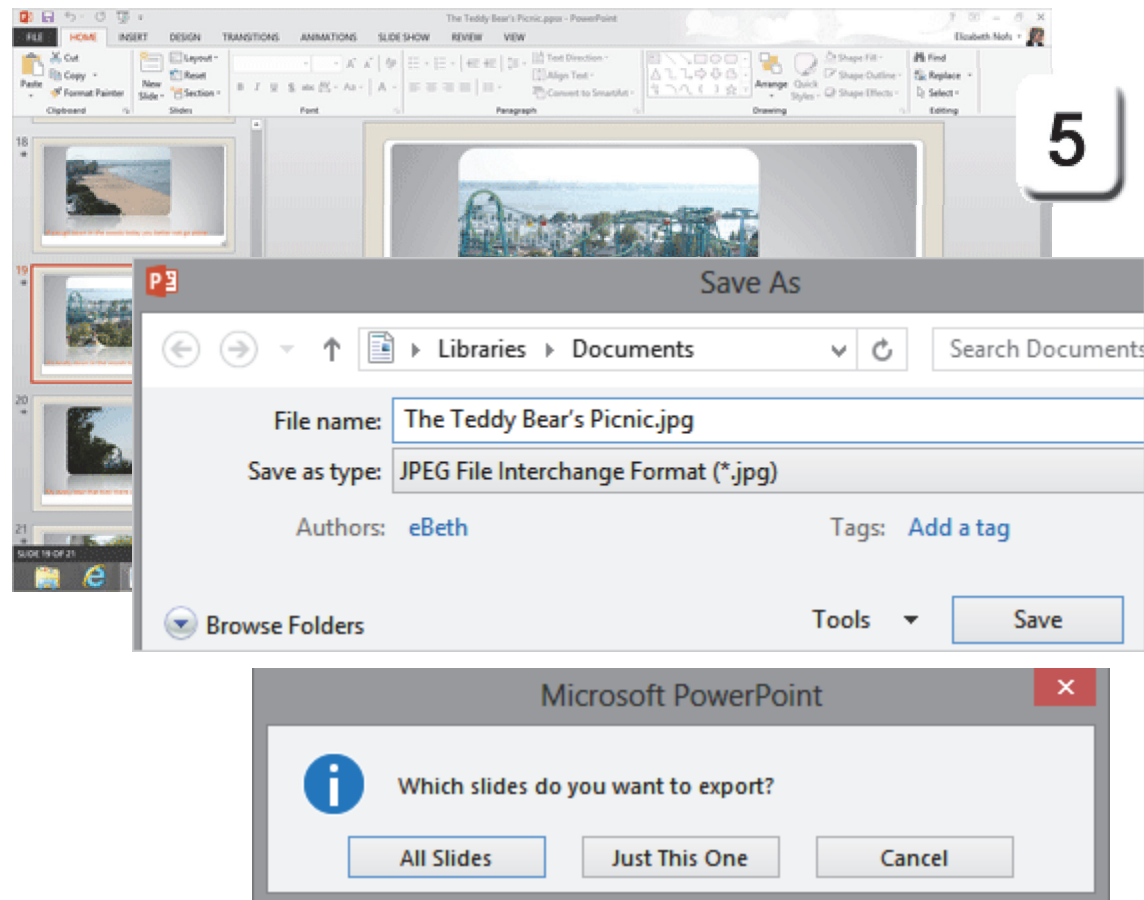 The Teddy Bear's Picnic.ppsx - PowerPoint
FILE HOME INSERT DESIGN TRANSITIONS ANIMATIONS SLIDE SHOW REVIEW VIEW Elizabeth Nofs
Cut Layout Text Direction Shape Fill Find
Copy Reset Align Text Shape Outline Replace
Paste Format Painter New Slide Section Convert to SmartArt Arrange Quick Styles Shape Effects Select
Clipboard Slides Font Paragraph Drawing Editing
5
18
19
20
21
SLIDE 19 OF 21
Save As
Libraries Documents Search Documents
File name: The Teddy Bear's Picnic.jpg
Save as type: JPEG File Interchange Format (*.jpg)
Authors: eBeth Tags: Add a tag
Browse Folders Tools Save
Microsoft PowerPoint
Which slides do you want to export?
All Slides Just This One Cancel